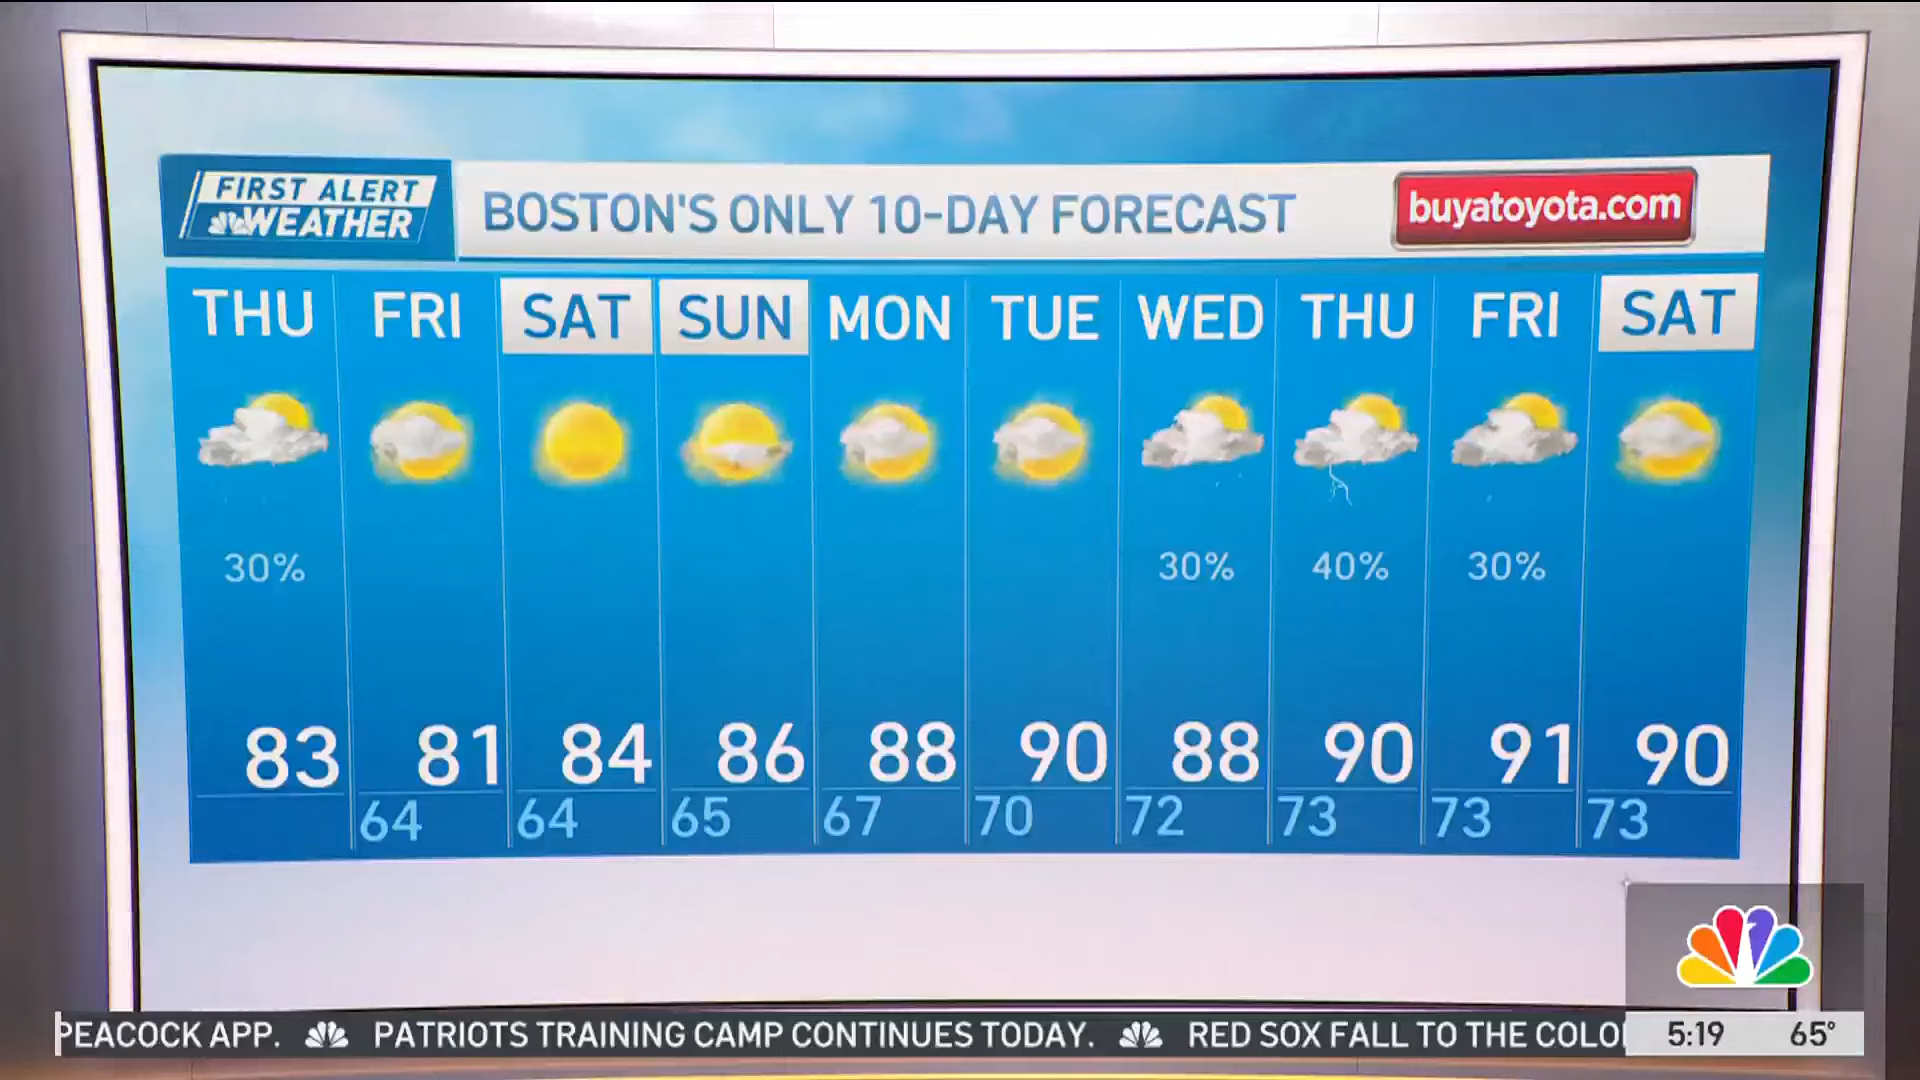 FIRST ALERT
WEATHER
BOSTON'S ONLY 10-DAY FORECAST
buyatoyota.com
THU FRI SAT SUN MON TUE WED THU FRI SAT
30% 30% 40% 30%
83 81 84 86 88 90 88 90 91 90
64 64 65 67 70 72 73 73 73
PEACOCK APP. PATRIOTS TRAINING CAMP CONTINUES TODAY. RED SOX FALL TO THE COLO
5:19 65°